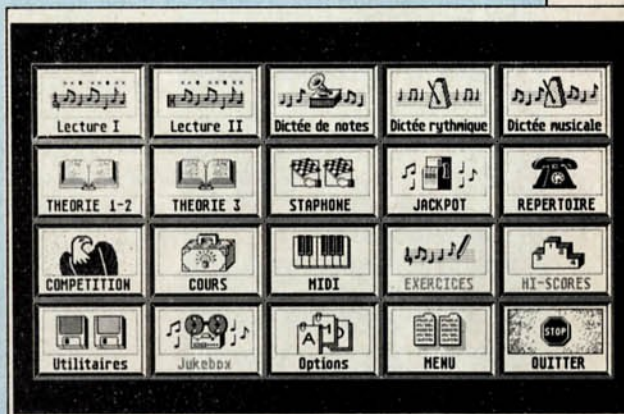 Lecture I
Lecture II
Dictée de notes
Dictée rythmique
Dictée musicale
THEORIE 1-2
THEORIE 3
STAPHONE
JACKPOT
REPERTOIRE
COMPETITION
COURS
MIDI
EXERCICES
HI-SCORES
Utilitaires
Jukebox
Options
MENU
STOP
QUITTER